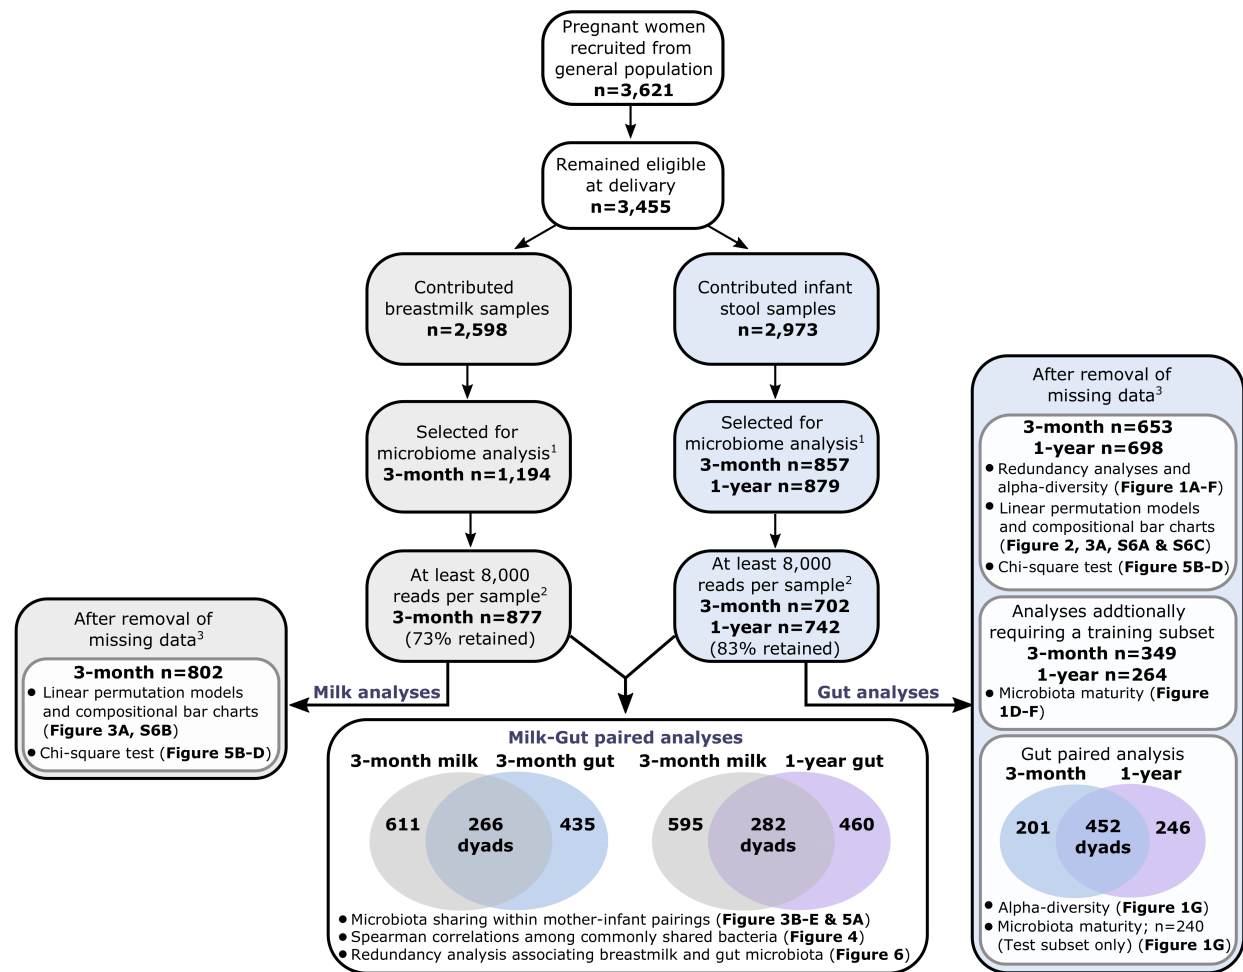 Pregnant women
recruited from
general population
n=3,621
Remained eligible
at delivary
n=3,455
Contributed
breastmilk samples
n=2,598
Contributed infant
stool samples
n=2,973
Selected for
microbiome analysis1
3-month n=1,194
Selected for
microbiome analysis1
3-month n=857
1-year n=879
At least 8,000
reads per sample2
3-month n=877
(73% retained)
At least 8,000
reads per sample2
3-month n=702
1-year n=742
(83% retained)
Milk analyses
Gut analyses
After removal of
missing data3
3-month n=802
● Linear permutation models
and compositional bar charts
(Figure 3A, S6B)
● Chi-square test (Figure 5B-D)
Milk-Gut paired analyses
3-month milk 3-month gut
611 266 435
dyads
3-month milk 1-year gut
595 282 460
dyads
● Microbiota sharing within mother-infant pairings (Figure 3B-E & 5A)
● Spearman correlations among commonly shared bacteria (Figure 4)
● Redundancy analysis associating breastmilk and gut microbiota (Figure 6)
After removal of
missing data3
3-month n=653
1-year n=698
● Redundancy analyses and
alpha-diversity (Figure 1A-F)
● Linear permutation models
and compositional bar charts
(Figure 2, 3A, S6A & S6C)
● Chi-square test (Figure 5B-D)
Analyses addtionally
requiring a training subset
3-month n=349
1-year n=264
● Microbiota maturity (Figure
1D-F)
Gut paired analysis
3-month 1-year
201 452 246
dyads
● Alpha-diversity (Figure 1G)
● Microbiota maturity; n=240
(Test subset only) (Figure 1G)